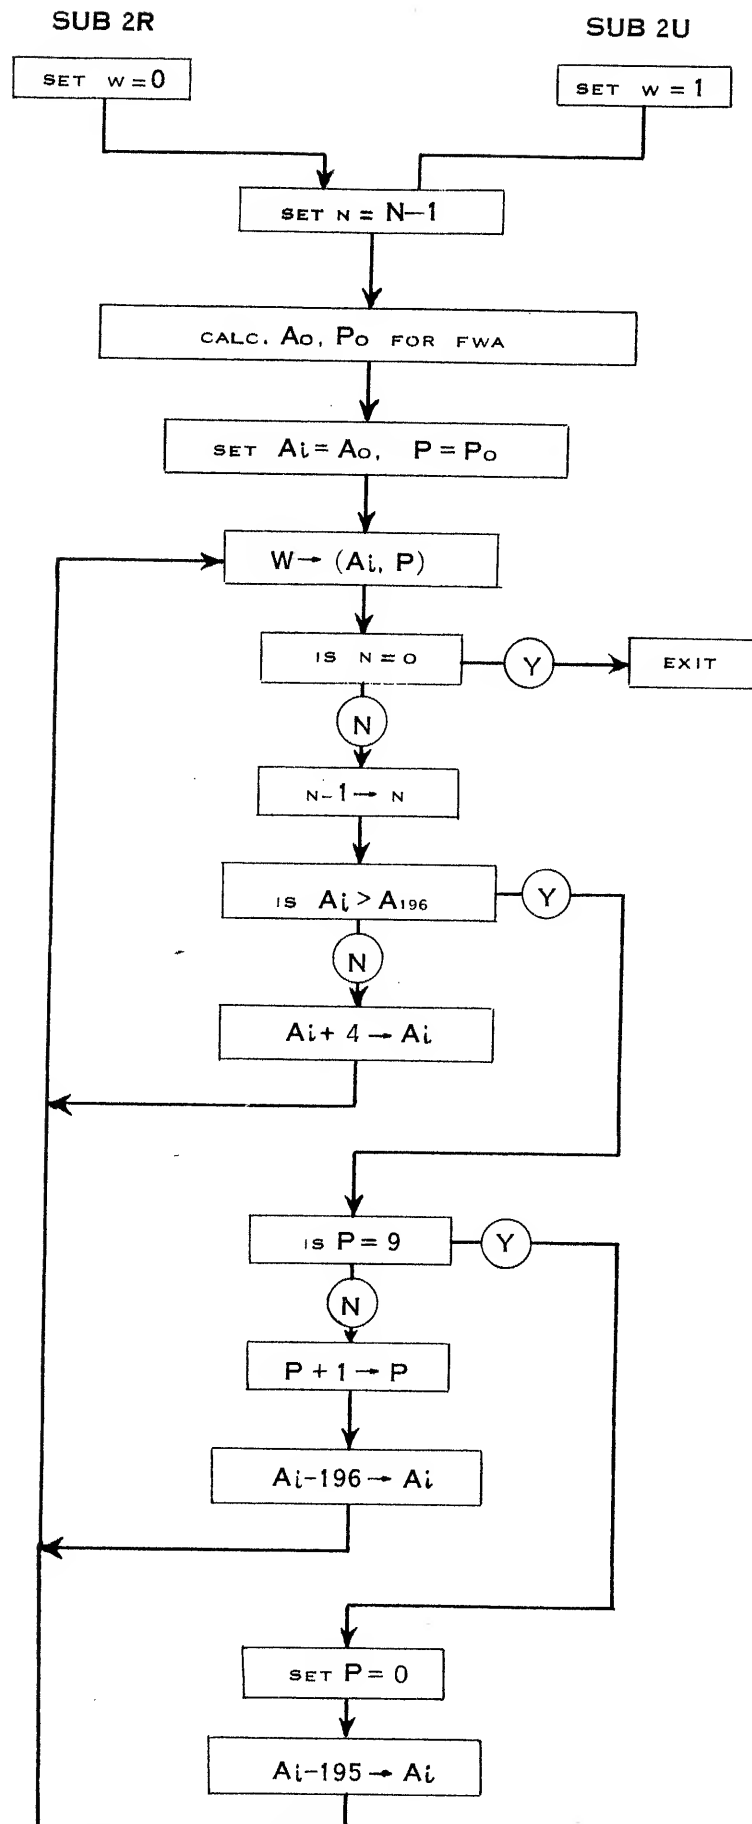 SUB 2R
SUB 2U
SET W = 0
SET W = 1
SET N = N-1
CALC. Ao, Po FOR FWA
SET Ai = Ao, P = Po
W → (Ai, P)
IS N = 0
Y
EXIT
N
N-1 → N
IS Ai > A196
Y
N
Ai + 4 → Ai
IS P = 9
Y
N
P + 1 → P
Ai-196 → Ai
SET P = 0
Ai-195 → Ai